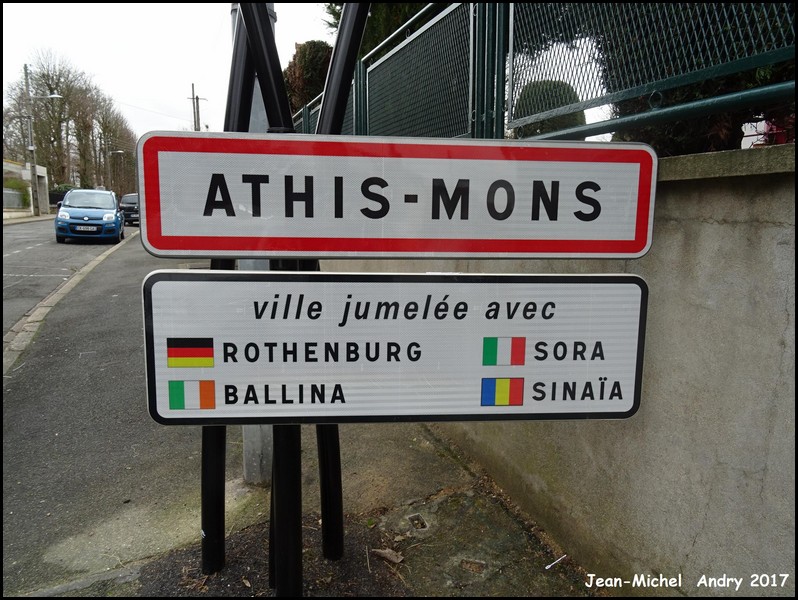 ATHIS-MONS
ville jumelée avec
ROTHENBURG
BALLINA
SORA
SINAÏA
Jean-Michel Andry 2017